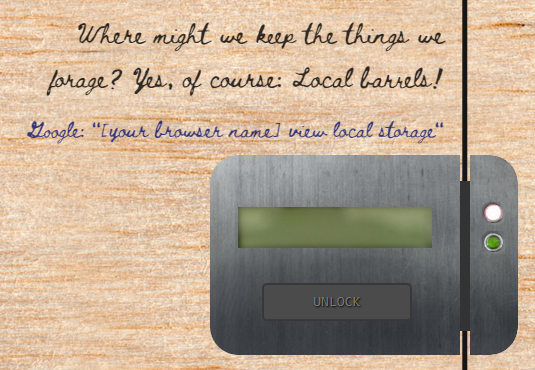 Where might we keep the things we
forage? Yes, of course: Local barrels!
Google: "[your browser name] view local storage"
UNLOCK